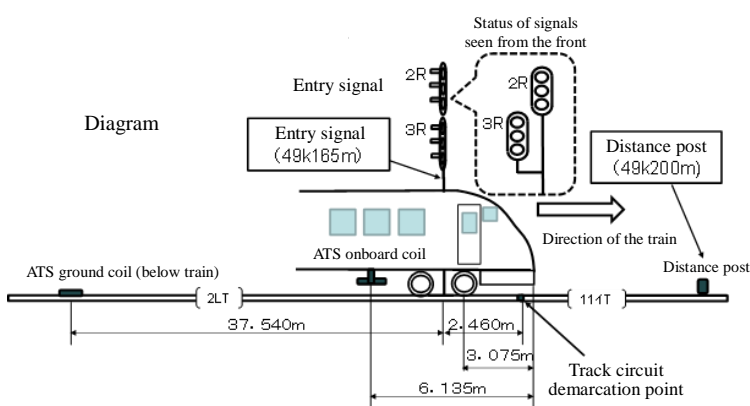 Status of signals
seen from the front
2R
Entry signal
2R
3R
3R
Diagram
Entry signal
(49k165m)
Distance post
(49k200m)
Direction of the train
ATS onboard coil
ATS ground coil (below train)
Distance post
2LT
111T
37.540m
2.460m
3.075m
6.135m
Track circuit
demarcation point